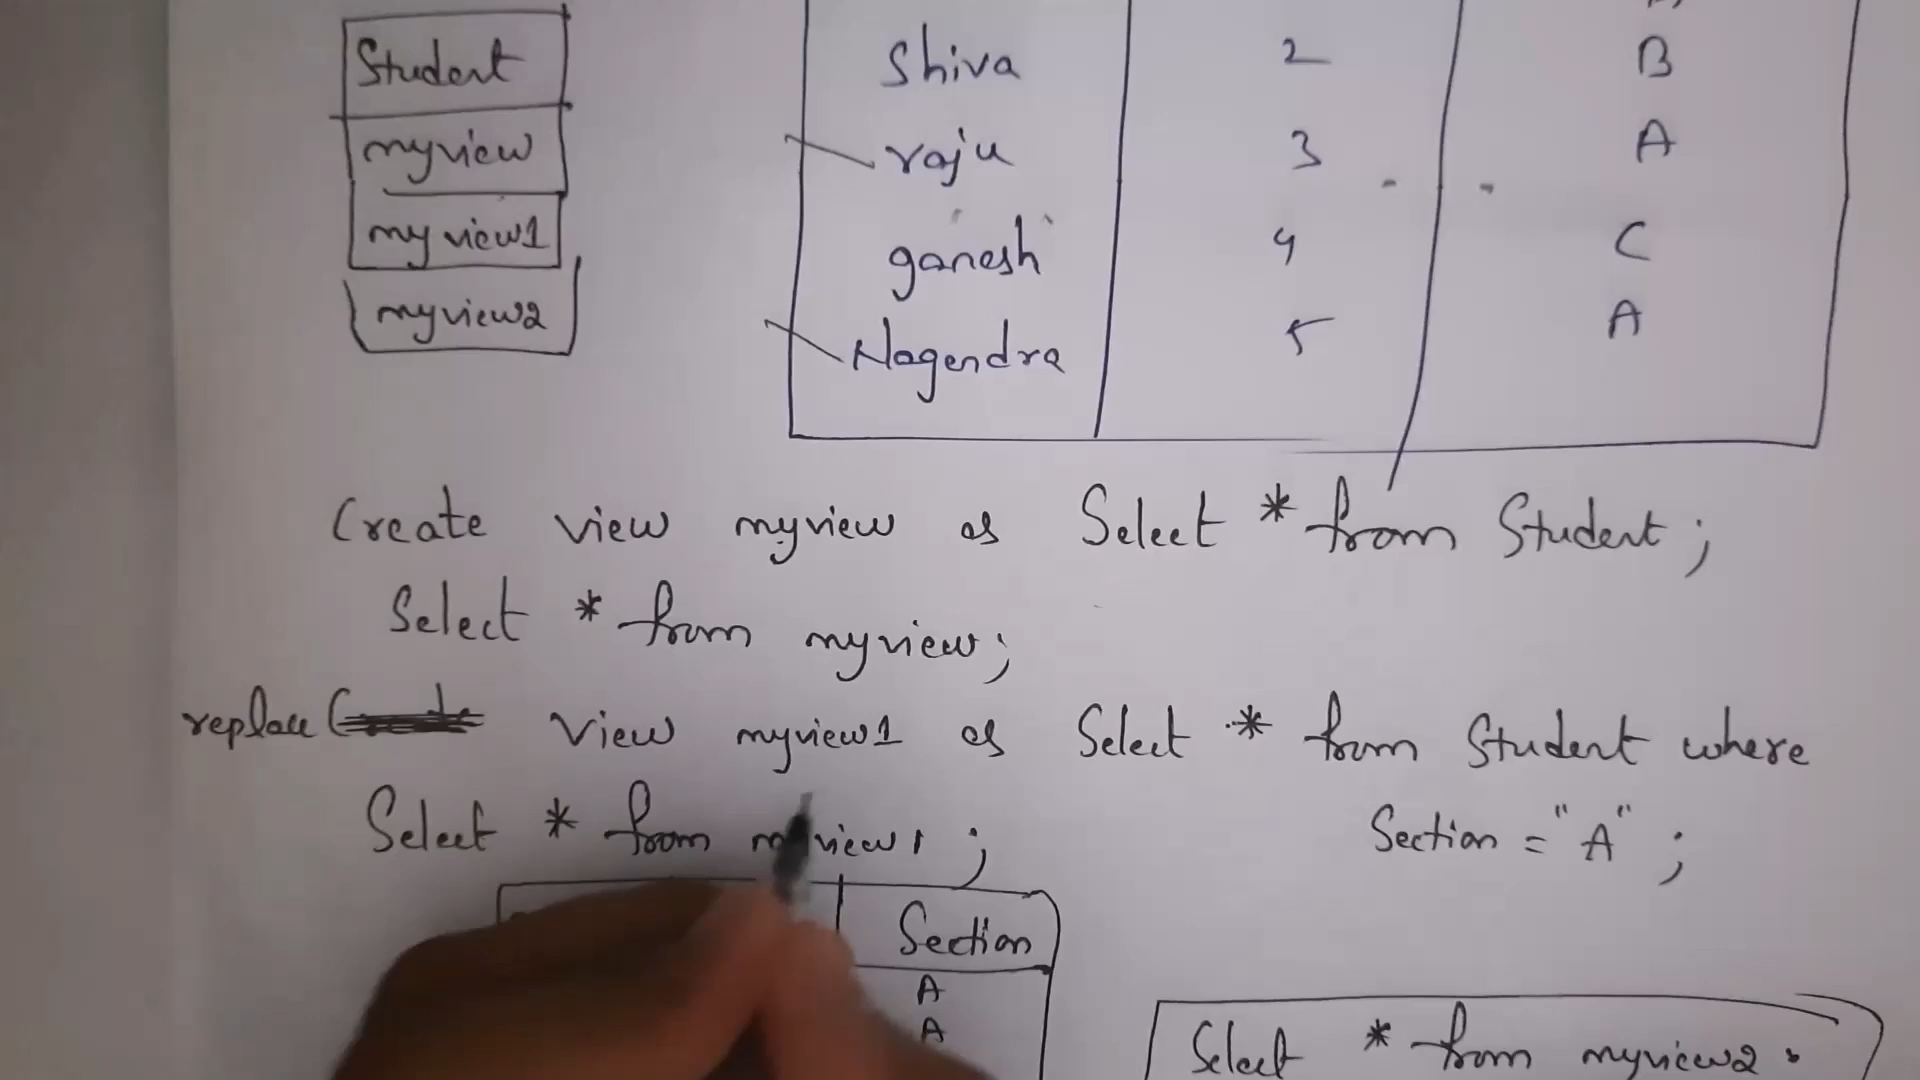 Student
myview
myview1
myview2
Shiva 2 B
raju 3 A
ganesh 4 C
Nagendra 5 A
Create view myview as Select * from Student;
Select * from myview;
replace view myview1 as Select * from Student where
Section = "A" ;
Select * from myview1 ;
Section
A
A
Select * from myview2